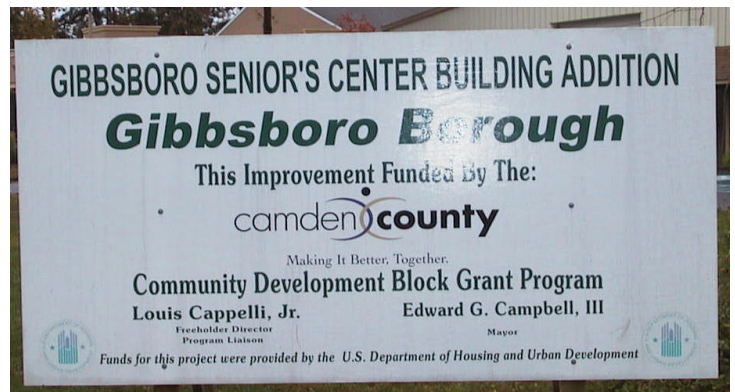 GIBBSBORO SENIOR'S CENTER BUILDING ADDITION
Gibbsboro Borough
This Improvement Funded By The:
camden county
Making It Better, Together.
Community Development Block Grant Program
Louis Cappelli, Jr. Edward G. Campbell, III
Freeholder Director
Program Liaison Mayor
Funds for this project were provided by the U.S. Department of Housing and Urban Development